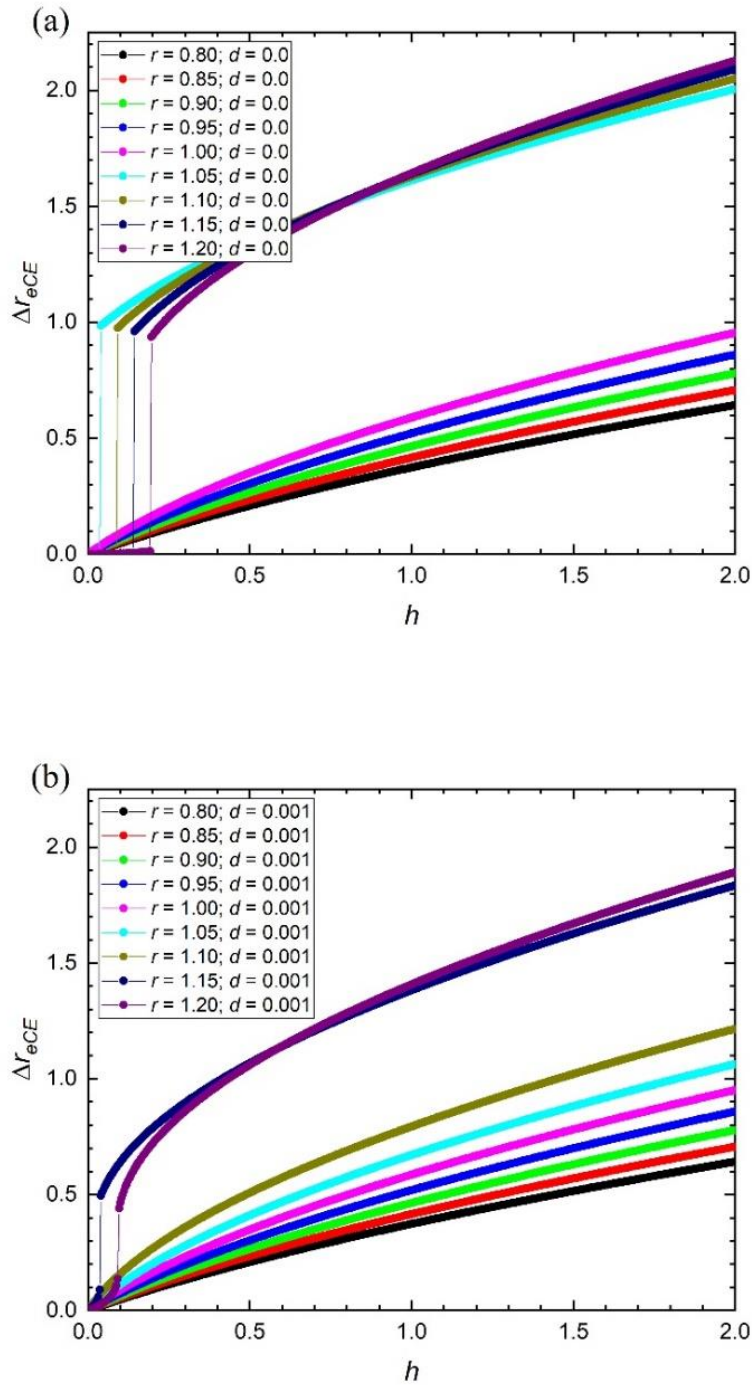 (a)
r = 0.80; d = 0.0
r = 0.85; d = 0.0
r = 0.90; d = 0.0
r = 0.95; d = 0.0
r = 1.00; d = 0.0
r = 1.05; d = 0.0
r = 1.10; d = 0.0
r = 1.15; d = 0.0
r = 1.20; d = 0.0
2.0
1.5
1.0
0.5
0.0
Δr_eCE
0.0 0.5 1.0 1.5 2.0
h
(b)
r = 0.80; d = 0.001
r = 0.85; d = 0.001
r = 0.90; d = 0.001
r = 0.95; d = 0.001
r = 1.00; d = 0.001
r = 1.05; d = 0.001
r = 1.10; d = 0.001
r = 1.15; d = 0.001
r = 1.20; d = 0.001
2.0
1.5
1.0
0.5
0.0
Δr_eCE
0.0 0.5 1.0 1.5 2.0
h